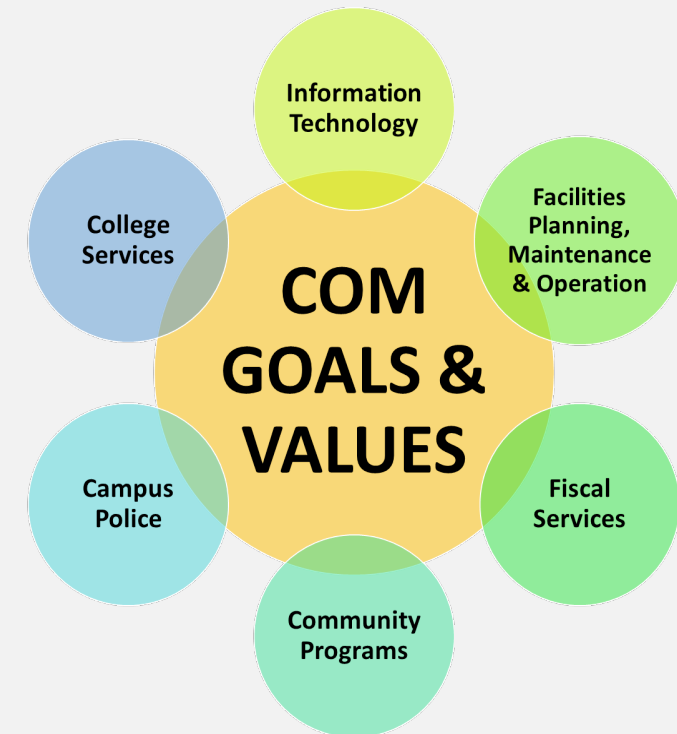 Information
Technology
Facilities
Planning,
Maintenance
& Operation
College
Services
COM
GOALS &
VALUES
Campus
Police
Fiscal
Services
Community
Programs